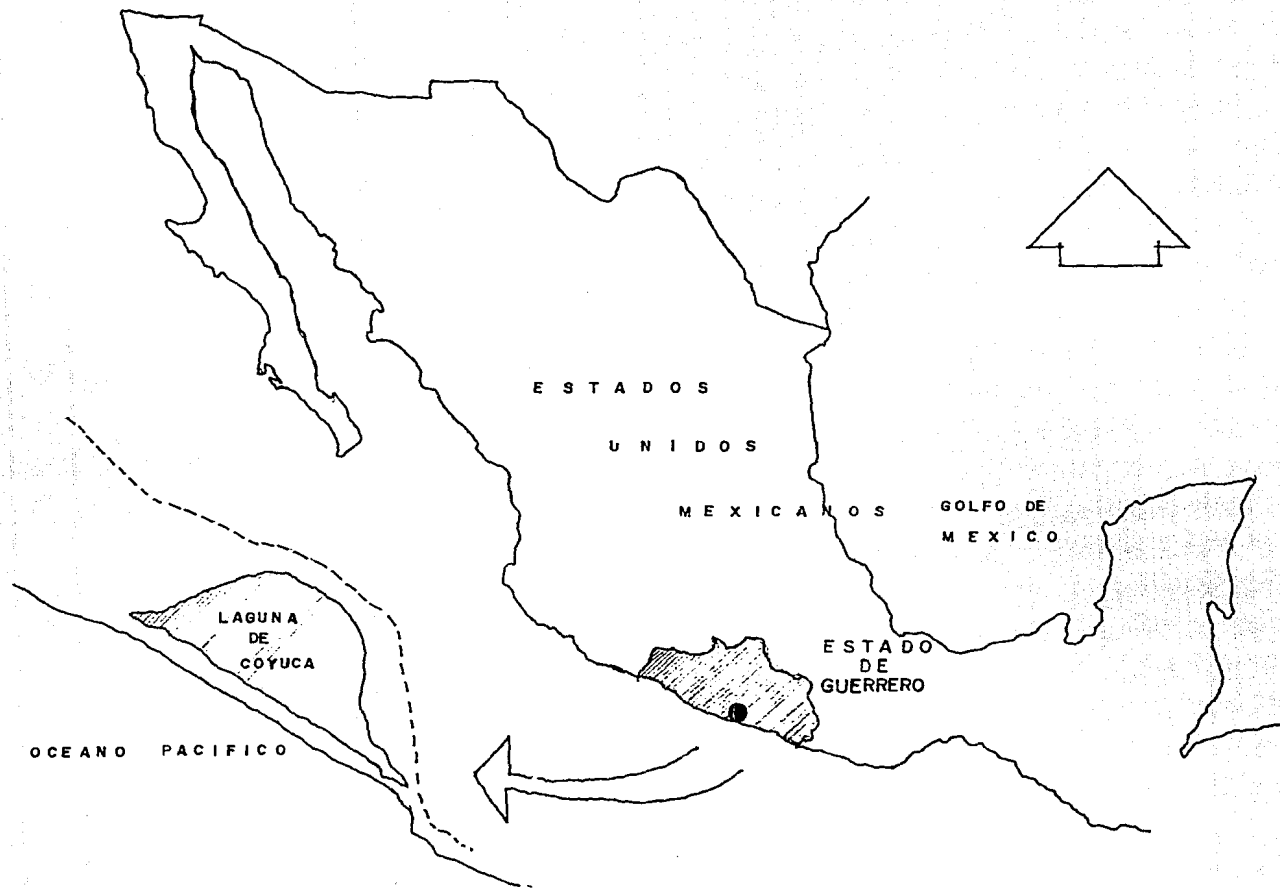 ESTADOS
UNIDOS
MEXICANOS
GOLFO DE
MEXICO
LAGUNA
DE
COYUCA
ESTADO
DE
GUERRERO
OCEANO PACIFICO